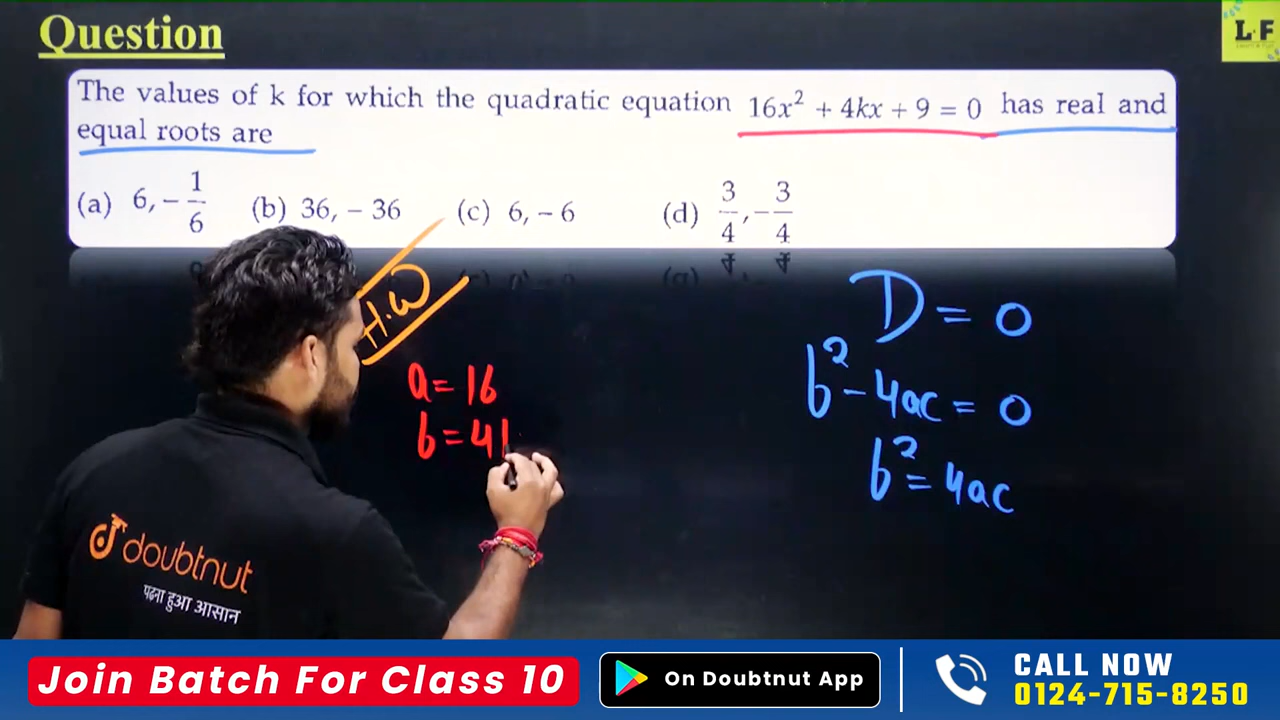 Question
L.F
The values of k for which the quadratic equation 16x² + 4kx + 9 = 0 has real and
equal roots are
(a) 6, -1/6 (b) 36, - 36 (c) 6, - 6 (d) 3/4, -3/4
H.W
D = 0
a = 16
b² - 4ac = 0
b = 4
b² = 4ac
doubtnut
पढ़ना हुआ आसान
Join Batch For Class 10
On Doubtnut App
CALL NOW
0124-715-8250